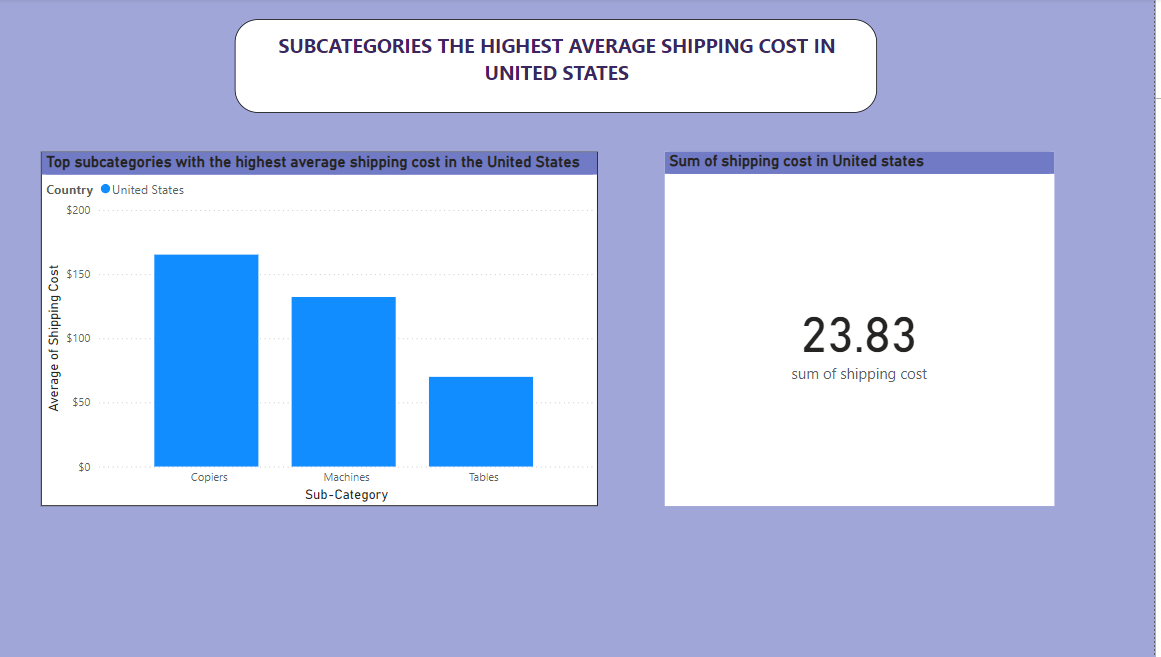 SUBCATEGORIES THE HIGHEST AVERAGE SHIPPING COST IN
UNITED STATES
Top subcategories with the highest average shipping cost in the United States
Country United States
$200
$150
$100
$50
$0
Average of Shipping Cost
Copiers
Machines
Tables
Sub-Category
Sum of shipping cost in United states
23.83
sum of shipping cost